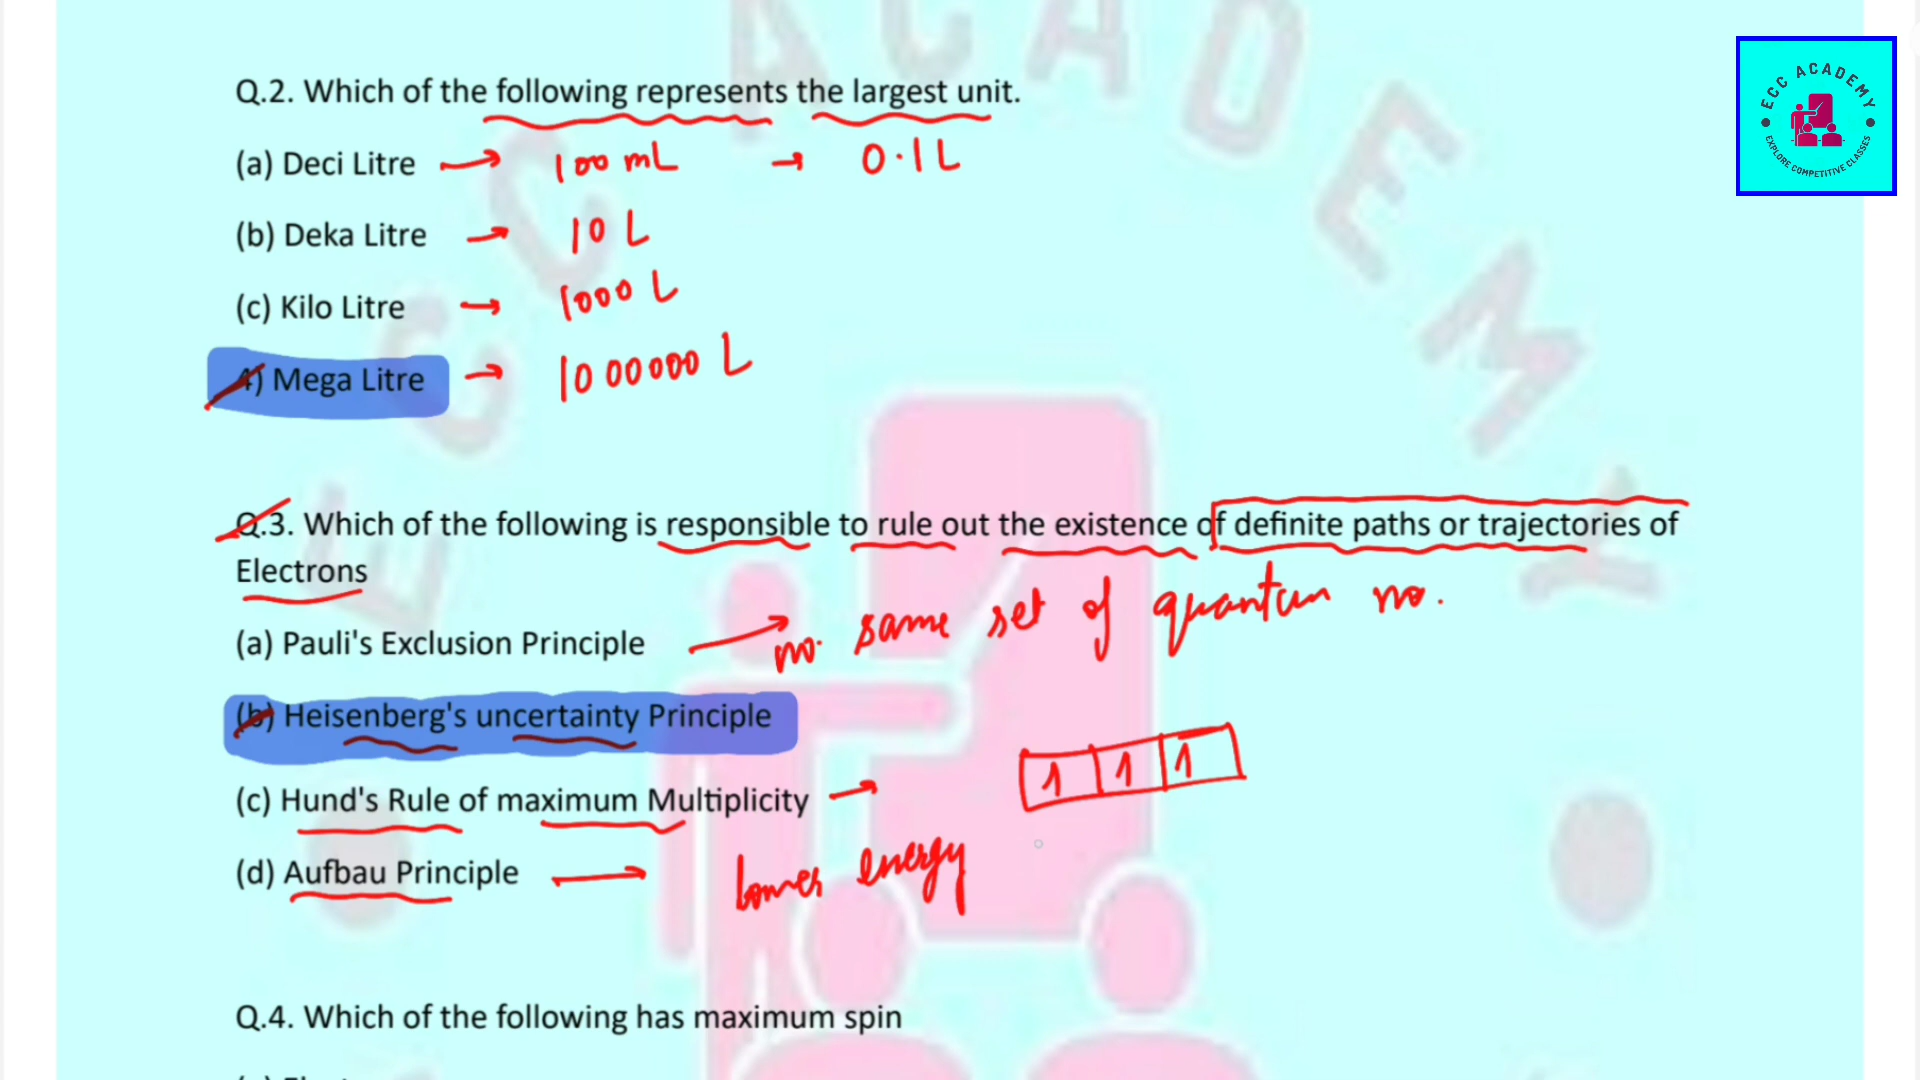 ECC ACADEMY
EXPLORE COMPETITIVE CLASSES
Q.2. Which of the following represents the largest unit.
(a) Deci Litre → 100 mL → 0.1 L
(b) Deka Litre → 10 L
(c) Kilo Litre → 1000 L
4) Mega Litre → 1000000 L
Q.3. Which of the following is responsible to rule out the existence of definite paths or trajectories of
Electrons
(a) Pauli's Exclusion Principle → no. same set of quantum no.
(b) Heisenberg's uncertainty Principle
(c) Hund's Rule of maximum Multiplicity → 1 1 1
(d) Aufbau Principle → lower energy
Q.4. Which of the following has maximum spin
ECC ACADEMY